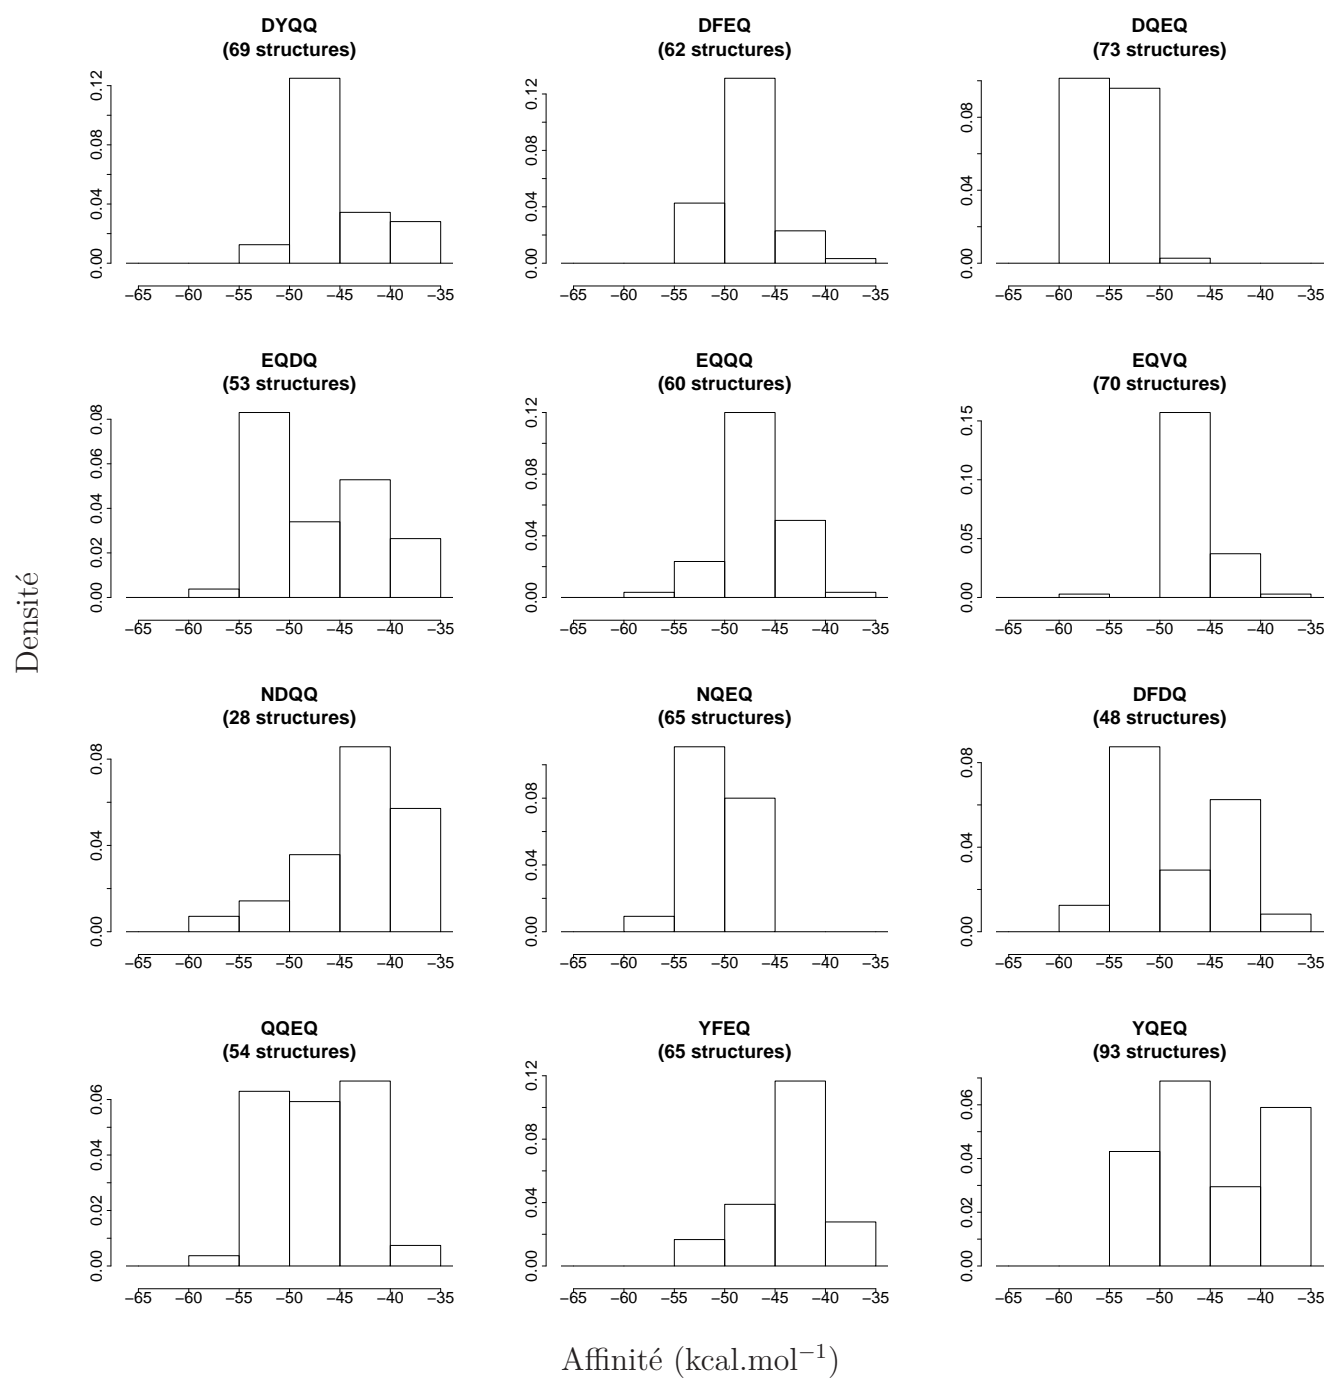 DYQQ
(69 structures)
0.00 0.04 0.08 0.12
−65 −60 −55 −50 −45 −40 −35
DFEQ
(62 structures)
0.00 0.04 0.08 0.12
−65 −60 −55 −50 −45 −40 −35
DQEQ
(73 structures)
0.00 0.04 0.08
−65 −60 −55 −50 −45 −40 −35
EQDQ
(53 structures)
0.00 0.02 0.04 0.06 0.08
−65 −60 −55 −50 −45 −40 −35
EQQQ
(60 structures)
0.00 0.04 0.08 0.12
−65 −60 −55 −50 −45 −40 −35
EQVQ
(70 structures)
0.00 0.05 0.10 0.15
−65 −60 −55 −50 −45 −40 −35
Densité
NDQQ
(28 structures)
0.00 0.04 0.08
−65 −60 −55 −50 −45 −40 −35
NQEQ
(65 structures)
0.00 0.04 0.08
−65 −60 −55 −50 −45 −40 −35
DFDQ
(48 structures)
0.00 0.04 0.08
−65 −60 −55 −50 −45 −40 −35
QQEQ
(54 structures)
0.00 0.02 0.04 0.06
−65 −60 −55 −50 −45 −40 −35
YFEQ
(65 structures)
0.00 0.04 0.08 0.12
−65 −60 −55 −50 −45 −40 −35
YQEQ
(93 structures)
0.00 0.02 0.04 0.06
−65 −60 −55 −50 −45 −40 −35
Affinité (kcal.mol⁻¹)